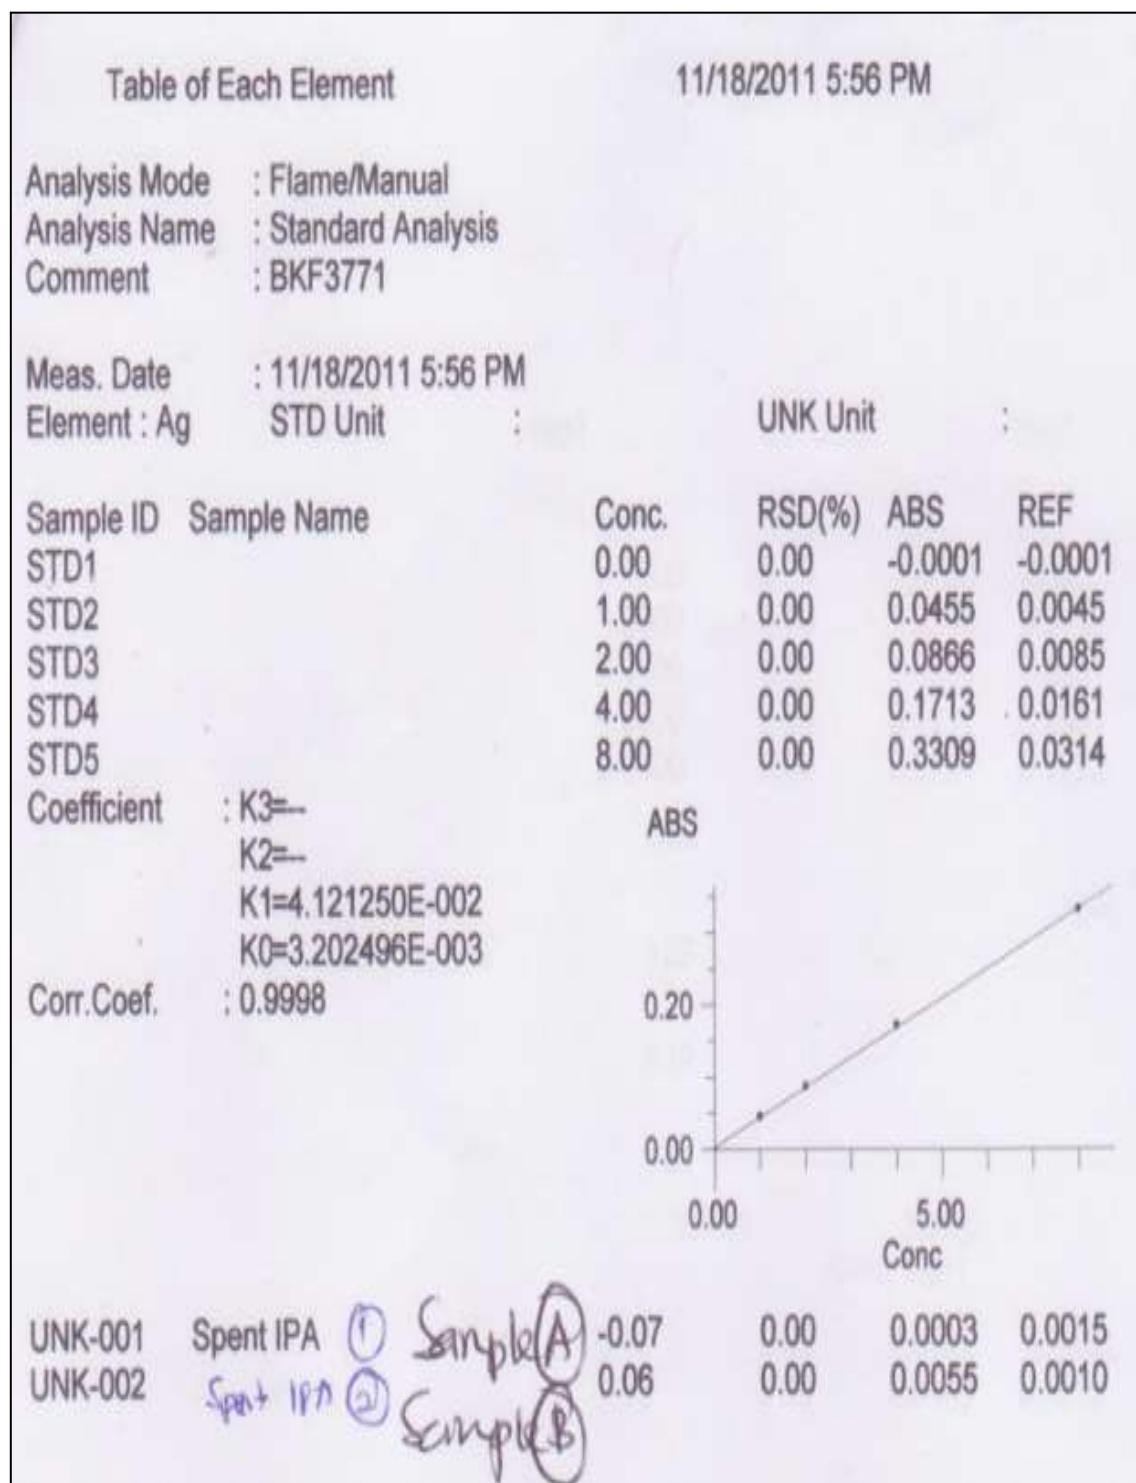 Table of Each Element 11/18/2011 5:56 PM
Analysis Mode : Flame/Manual
Analysis Name : Standard Analysis
Comment : BKF3771
Meas. Date : 11/18/2011 5:56 PM
Element : Ag STD Unit : UNK Unit :
Sample ID Sample Name Conc. RSD(%) ABS REF
STD1 0.00 0.00 -0.0001 -0.0001
STD2 1.00 0.00 0.0455 0.0045
STD3 2.00 0.00 0.0866 0.0085
STD4 4.00 0.00 0.1713 0.0161
STD5 8.00 0.00 0.3309 0.0314
Coefficient : K3=--
K2=--
K1=4.121250E-002
K0=3.202496E-003
Corr.Coef. : 0.9998
ABS
0.20
0.00
0.00 5.00
Conc
UNK-001 Spent IPA 1 Sample A -0.07 0.00 0.0003 0.0015
UNK-002 Spent IPA 2 Sample B 0.06 0.00 0.0055 0.0010